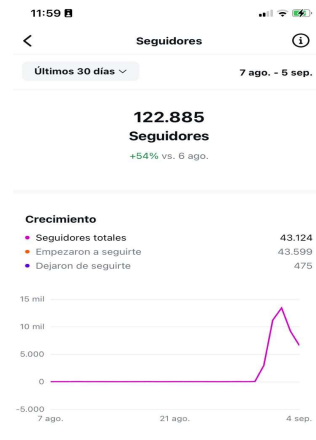 11:59
Seguidores
Últimos 30 días
7 ago. - 5 sep.
122.885
Seguidores
+54% vs. 6 ago.
Crecimiento
Seguidores totales 43.124
Empezaron a seguirte 43.599
Dejaron de seguirte 475
15 mil
10 mil
5.000
0
-5.000
7 ago. 21 ago. 4 sep.